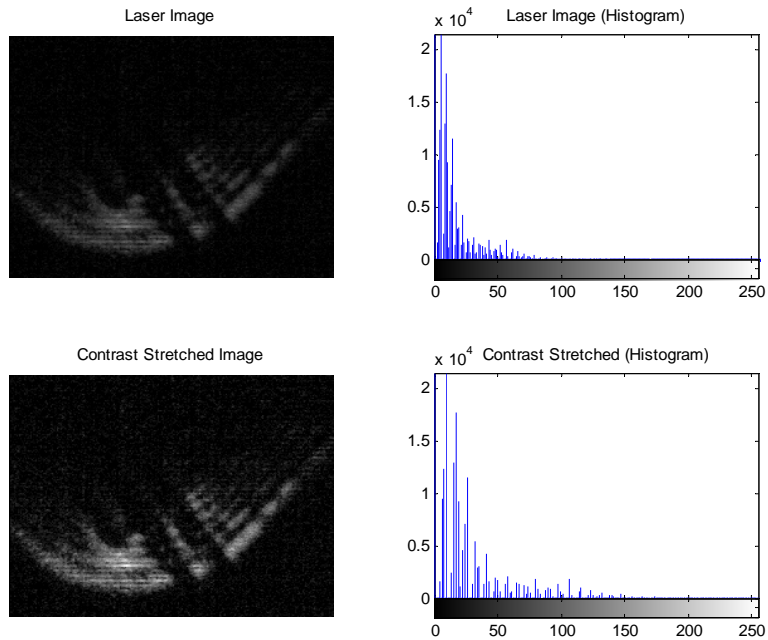 Laser Image
Laser Image (Histogram)
x 10^4
2
1.5
1
0.5
0
0 50 100 150 200 250
Contrast Stretched Image
Contrast Stretched (Histogram)
x 10^4
2
1.5
1
0.5
0
0 50 100 150 200 250